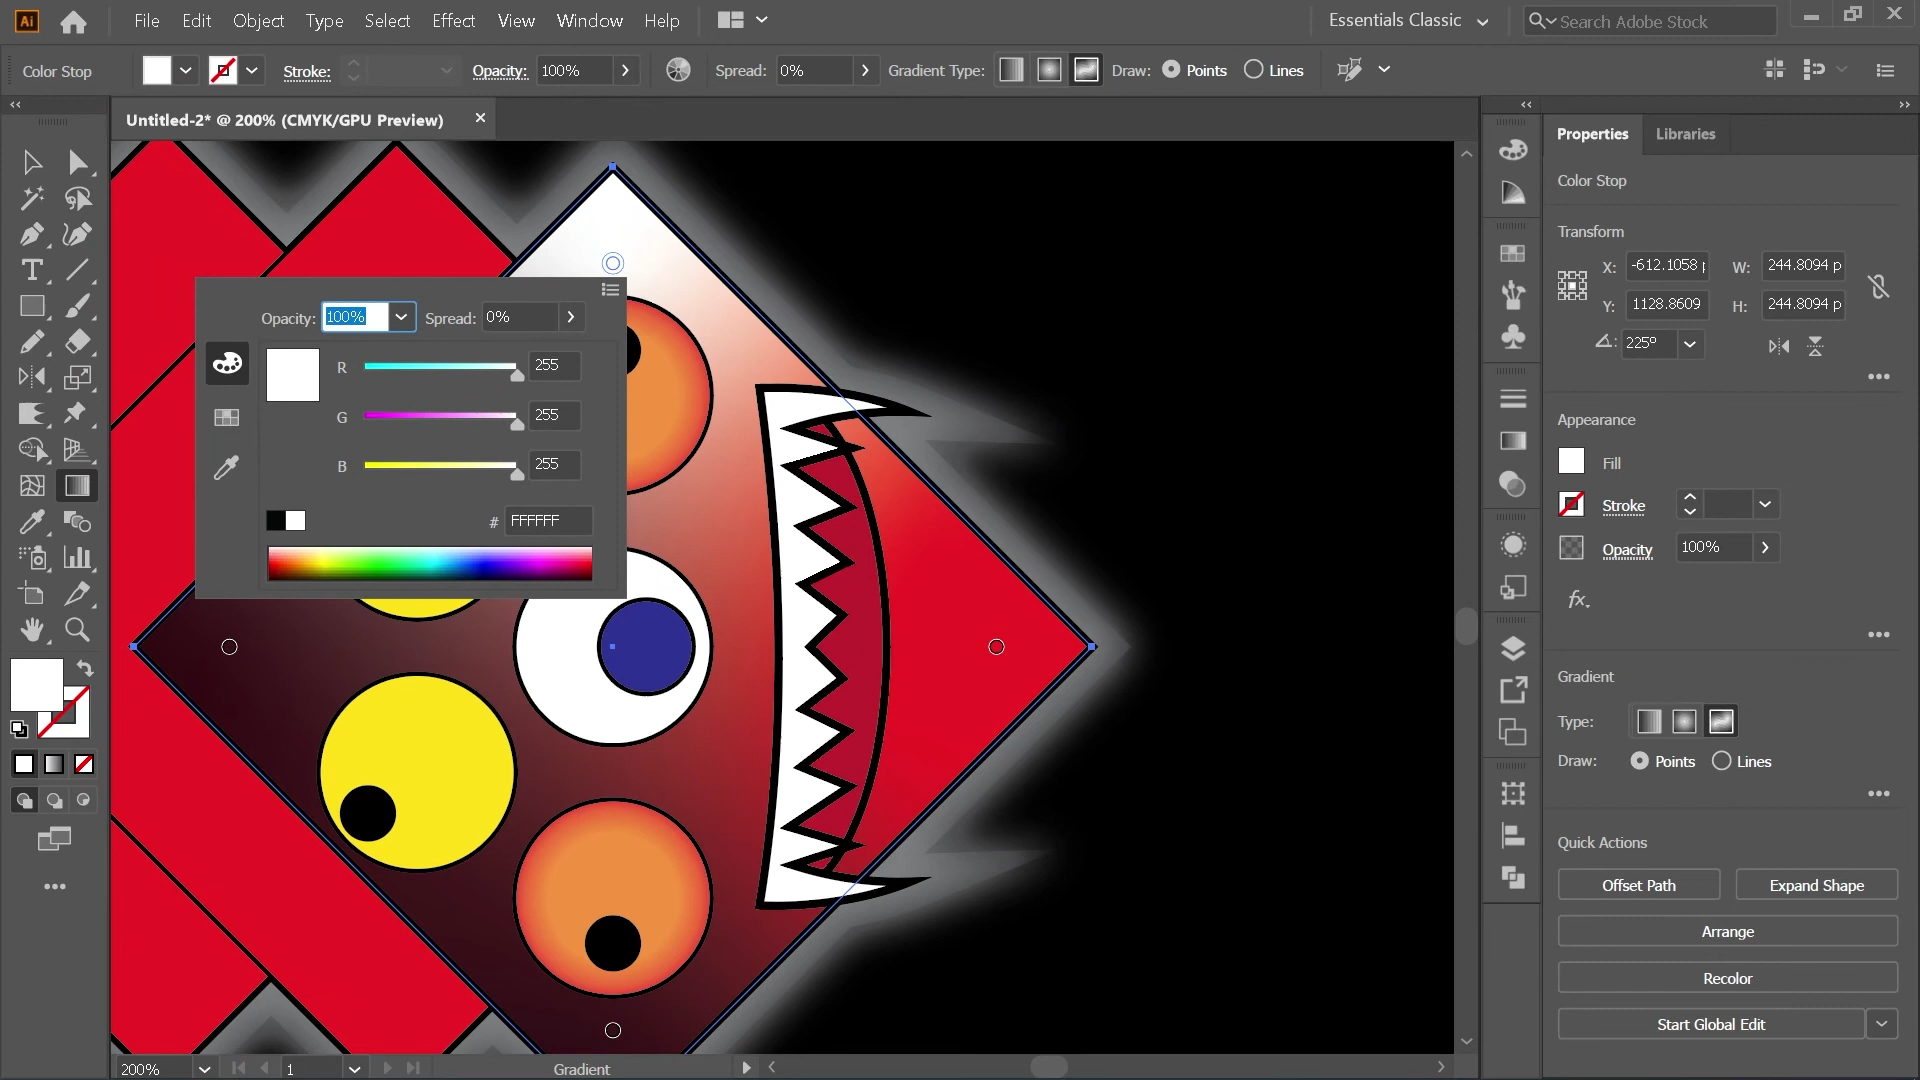 Ai File Edit Object Type Select Effect View Window Help Essentials Classic Search Adobe Stock
Color Stop Stroke: Opacity: 100% Spread: 0% Gradient Type: Draw: Points Lines
Untitled-2* @ 200% (CMYK/GPU Preview)
Properties Libraries
Color Stop
Transform
X: -612.1058 W: 244.8094 p
Y: 1128.8609 H: 244.8094 p
225°
Opacity: 100% Spread: 0%
R 255
G 255
B 255
# FFFFFF
Appearance
Fill
Stroke
Opacity 100%
fx
Gradient
Type:
Draw: Points Lines
Quick Actions
Offset Path Expand Shape
Arrange
Recolor
Start Global Edit
200% 1 Gradient